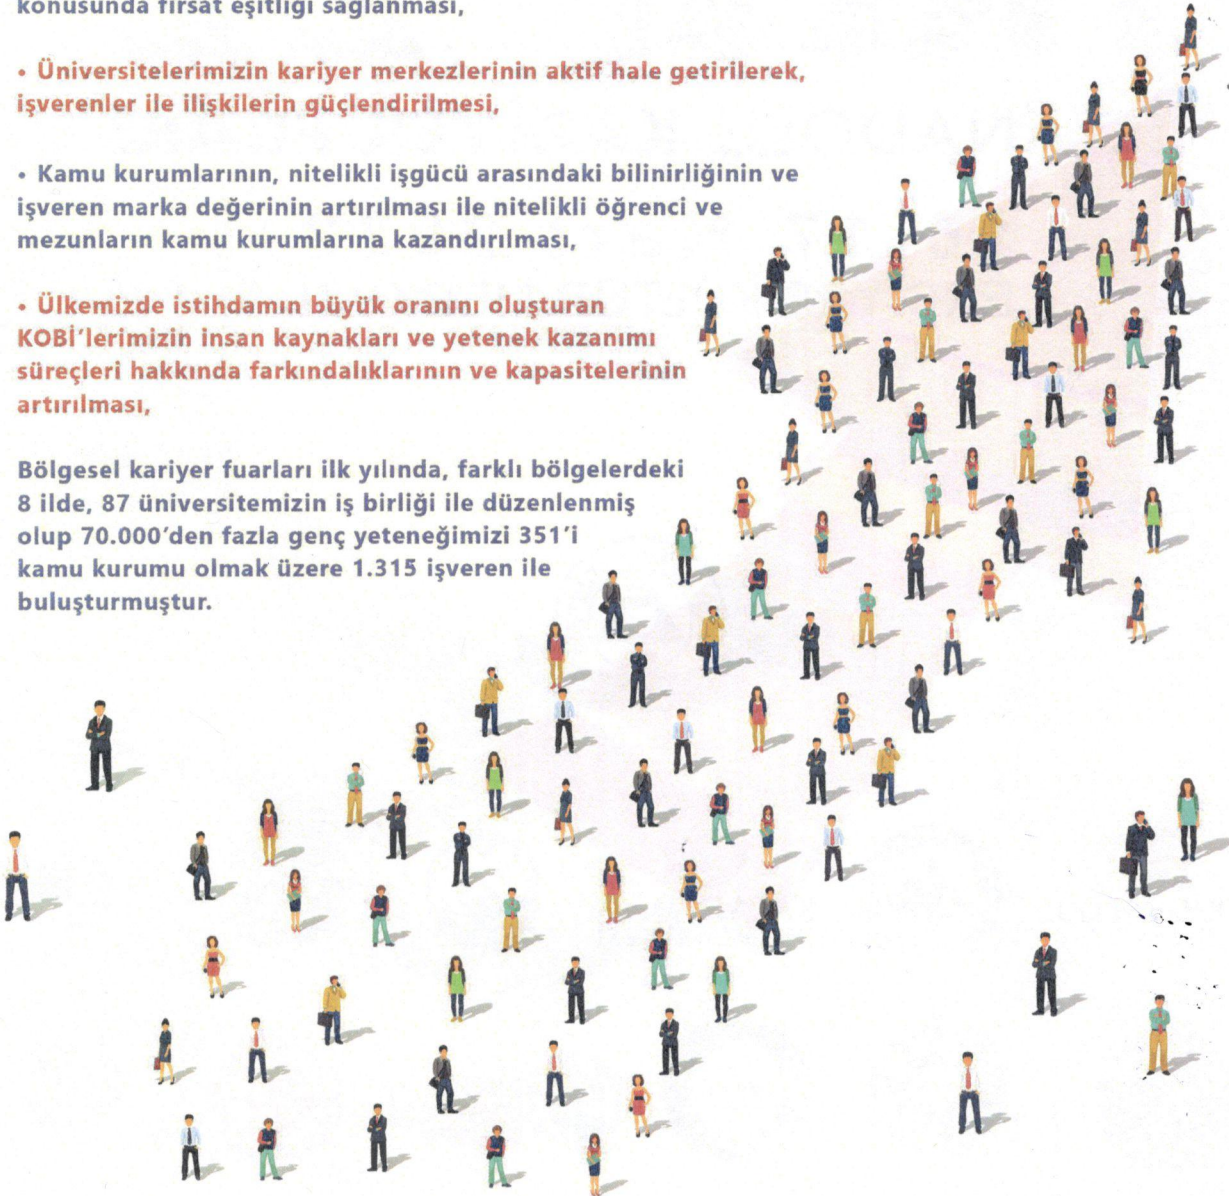 konusunda fırsat eşitliği sağlanması,
• Üniversitelerimizin kariyer merkezlerinin aktif hale getirilerek,
işverenler ile ilişkilerin güçlendirilmesi,
• Kamu kurumlarının, nitelikli işgücü arasındaki bilinirliğinin ve
işveren marka değerinin artırılması ile nitelikli öğrenci ve
mezunların kamu kurumlarına kazandırılması,
• Ülkemizde istihdamın büyük oranını oluşturan
KOBİ'lerimizin insan kaynakları ve yetenek kazanımı
süreçleri hakkında farkındalıklarının ve kapasitelerinin
artırılması,
Bölgesel kariyer fuarları ilk yılında, farklı bölgelerdeki
8 ilde, 87 üniversitemizin iş birliği ile düzenlenmiş
olup 70.000'den fazla genç yeteneğimizi 351'i
kamu kurumu olmak üzere 1.315 işveren ile
buluşturmuştur.